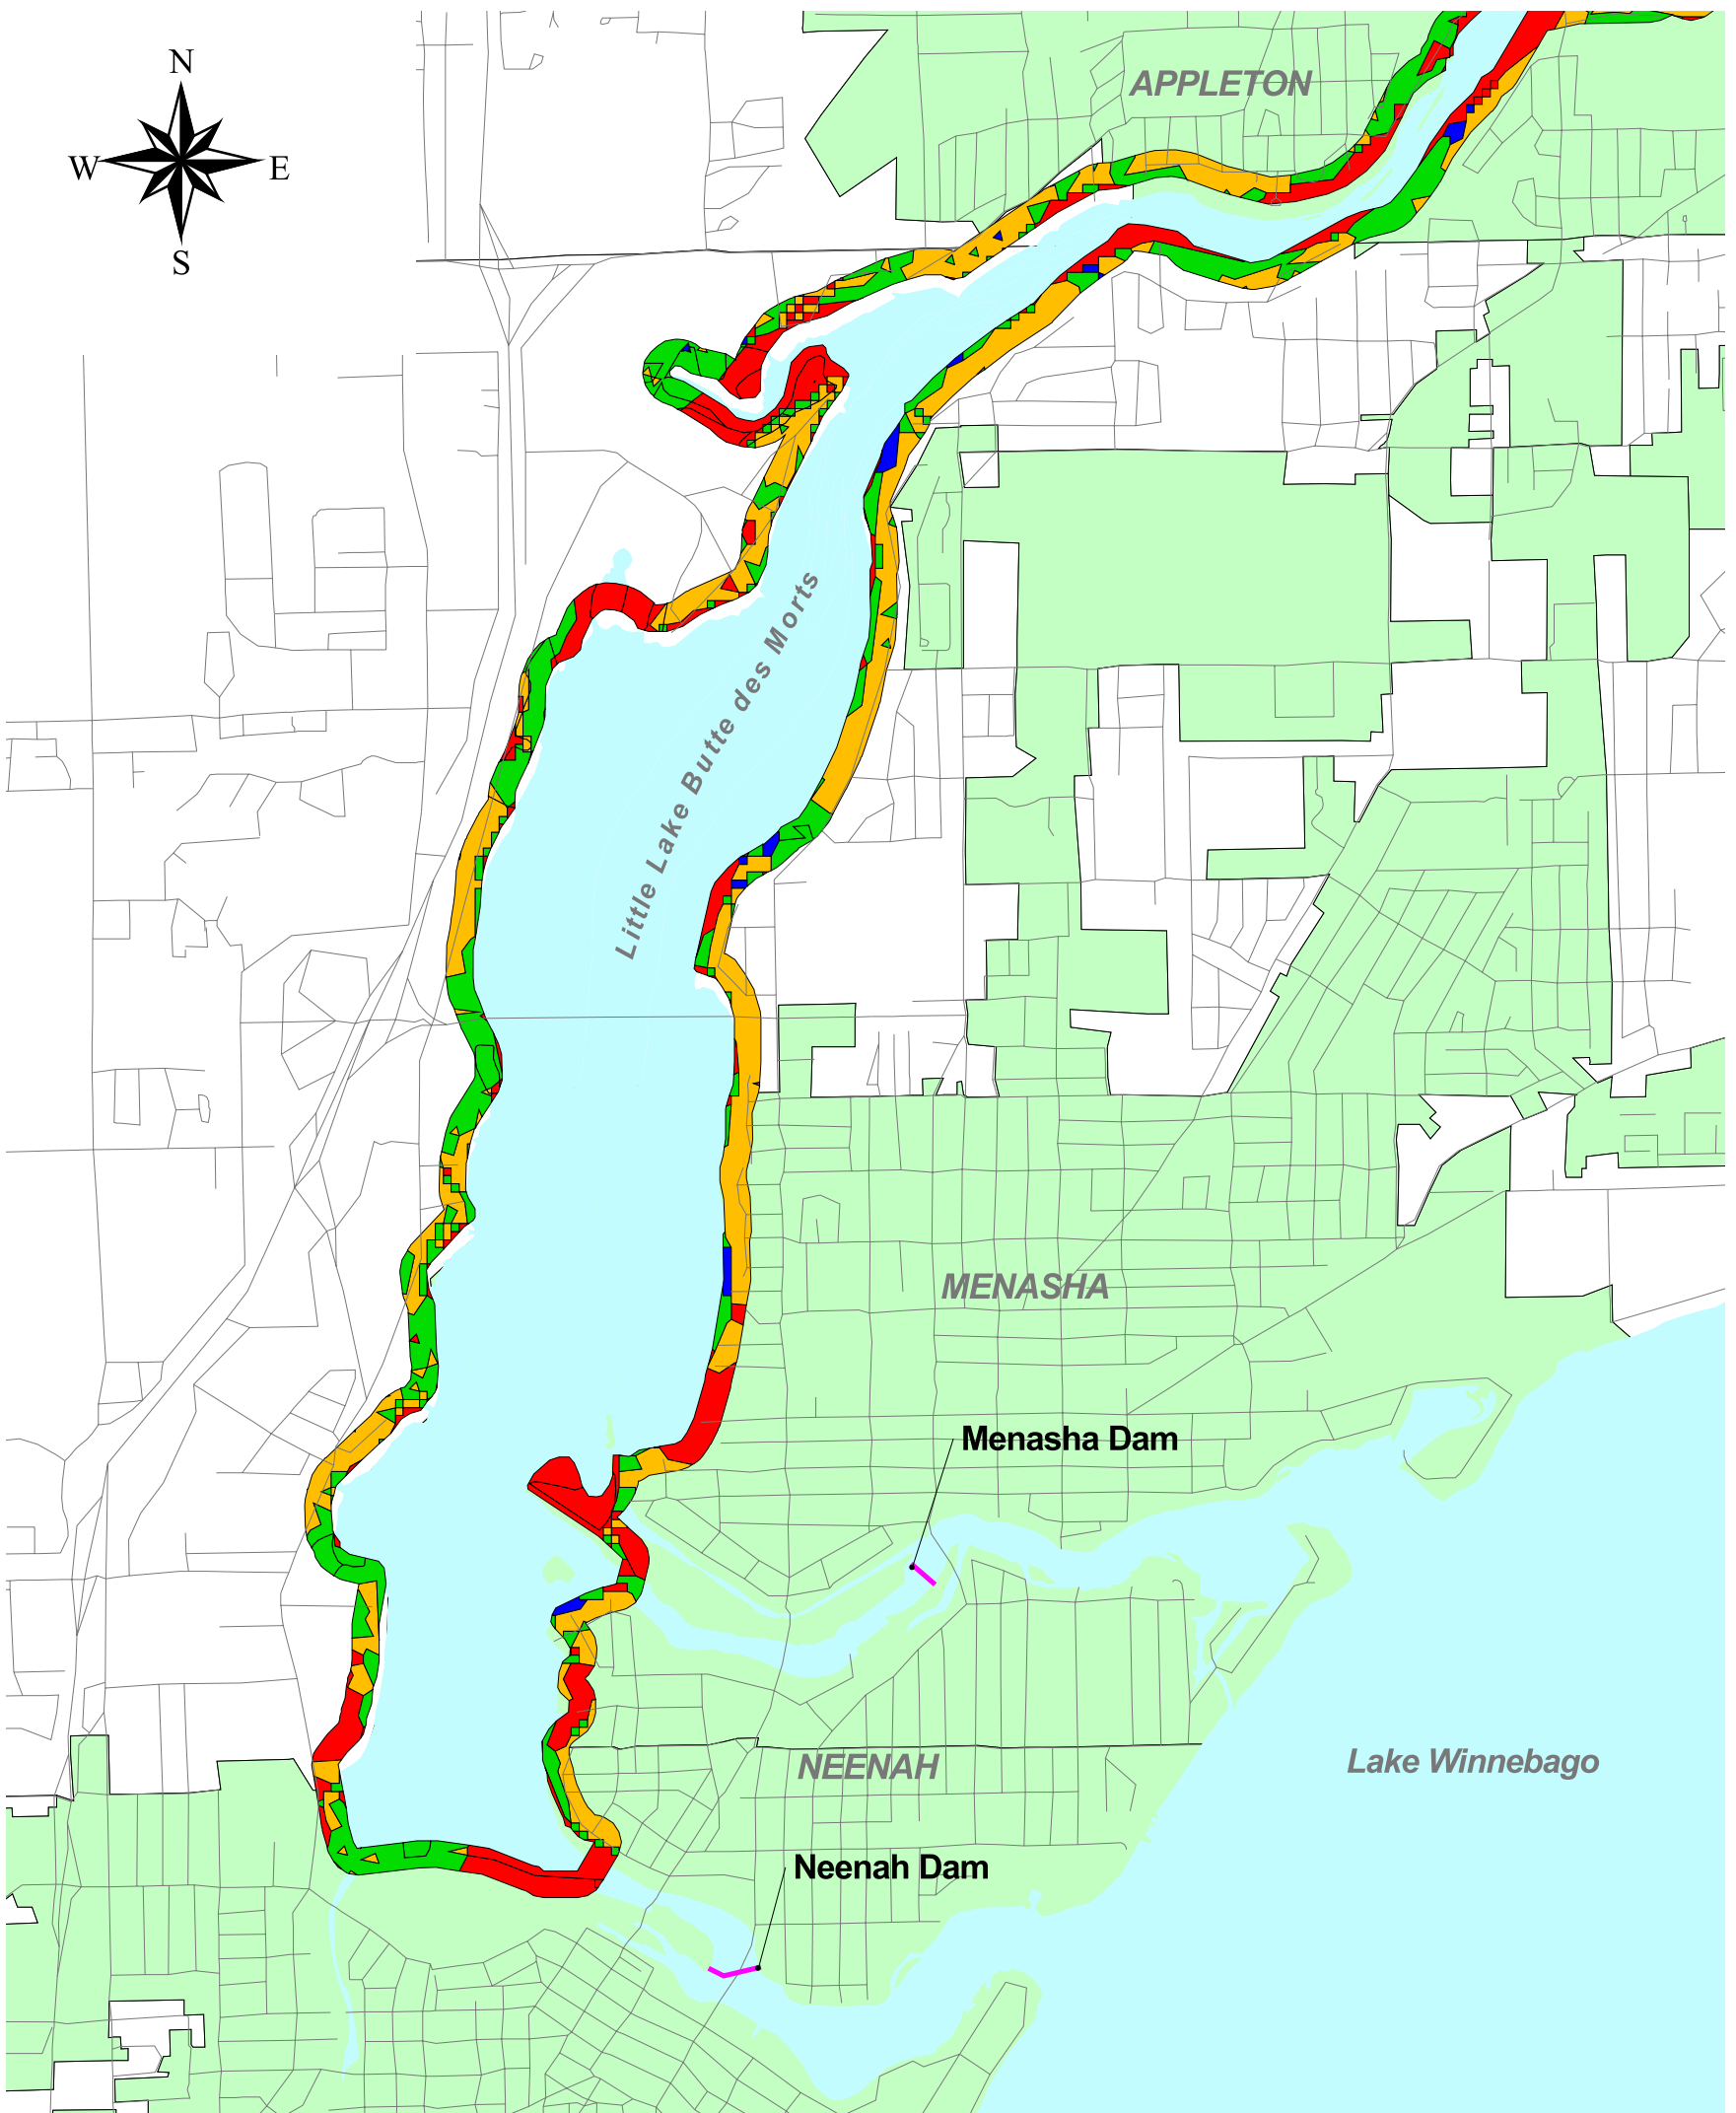 N
APPLETON
W E
S
Little Lake Butte des Morts
MENASHA
Menasha Dam
NEENAH
Lake Winnebago
Neenah Dam